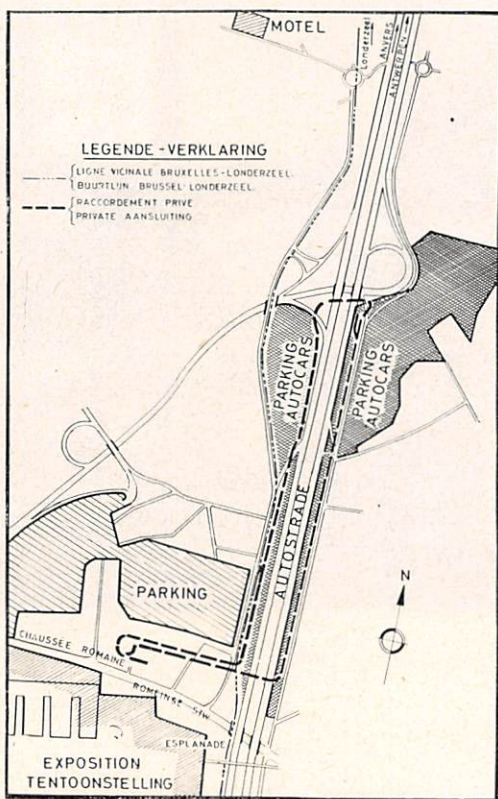 MOTEL
Londerzeel
ANVERS
ANTWERPEN
LEGENDE - VERKLARING
LIGNE VICINALE BRUXELLES-LONDERZEEL.
BUURTLIJN BRUSSEL-LONDERZEEL.
RACCORDEMENT PRIVE
PRIVATE AANSLUITING
PARKING
AUTOCARS
PARKING
AUTOCARS
AUTOSTRADE
N
PARKING
CHAUSSÉE ROMAINE
ROMEINSE STW
ESPLANADE
EXPOSITION
TENTOONSTELLING